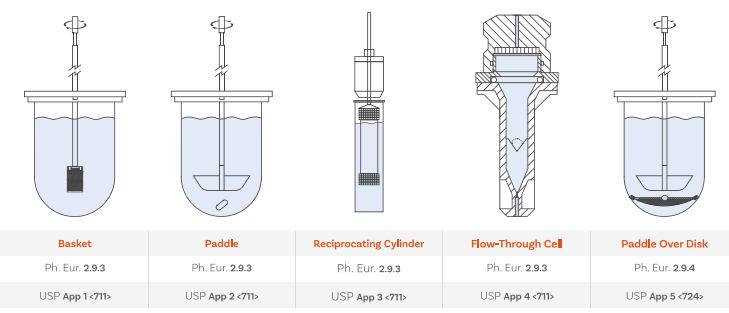 Basket Paddle Reciprocating Cylinder Flow-Through Cell Paddle Over Disk
Ph. Eur. 2.9.3 Ph. Eur. 2.9.3 Ph. Eur. 2.9.3 Ph. Eur. 2.9.3 Ph. Eur. 2.9.4
USP App 1 <711> USP App 2 <711> USP App 3 <711> USP App 4 <711> USP App 5 <724>